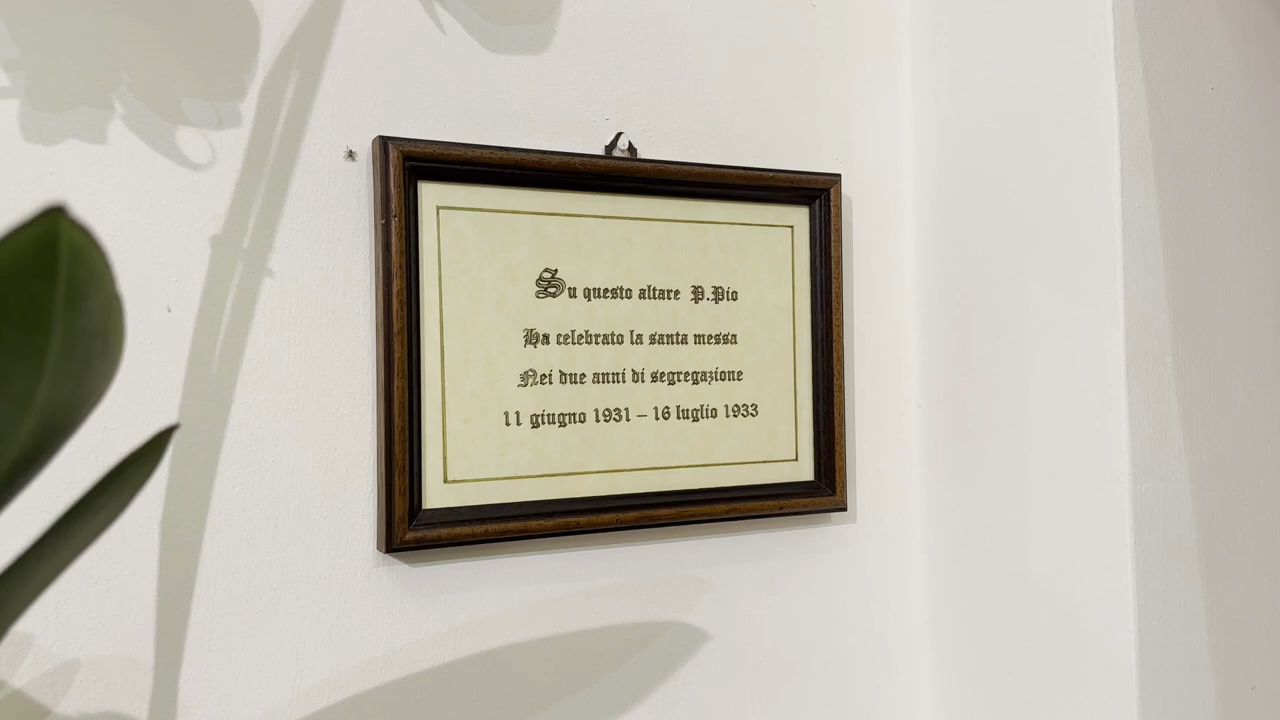 Su questo altare P.Pio
Ha celebrato la santa messa
Nei due anni di segregazione
11 giugno 1931 – 16 luglio 1933